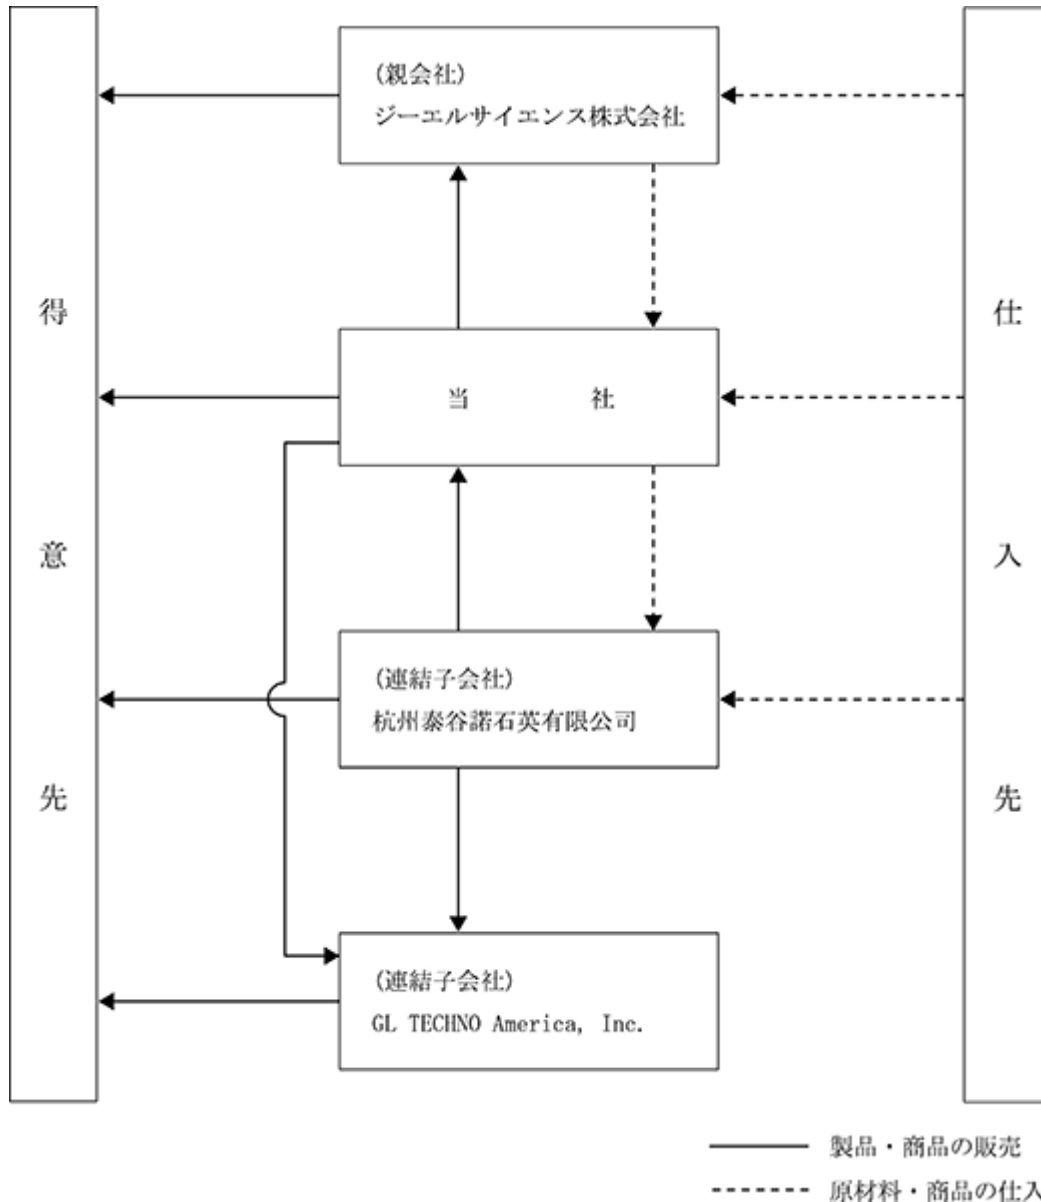 得意先
(親会社)
ジーエルサイエンス株式会社
当 社
(連結子会社)
杭州泰谷諾石英有限公司
(連結子会社)
GL TECHNO America, Inc.
仕入先
製品・商品の販売
原材料・商品の仕入